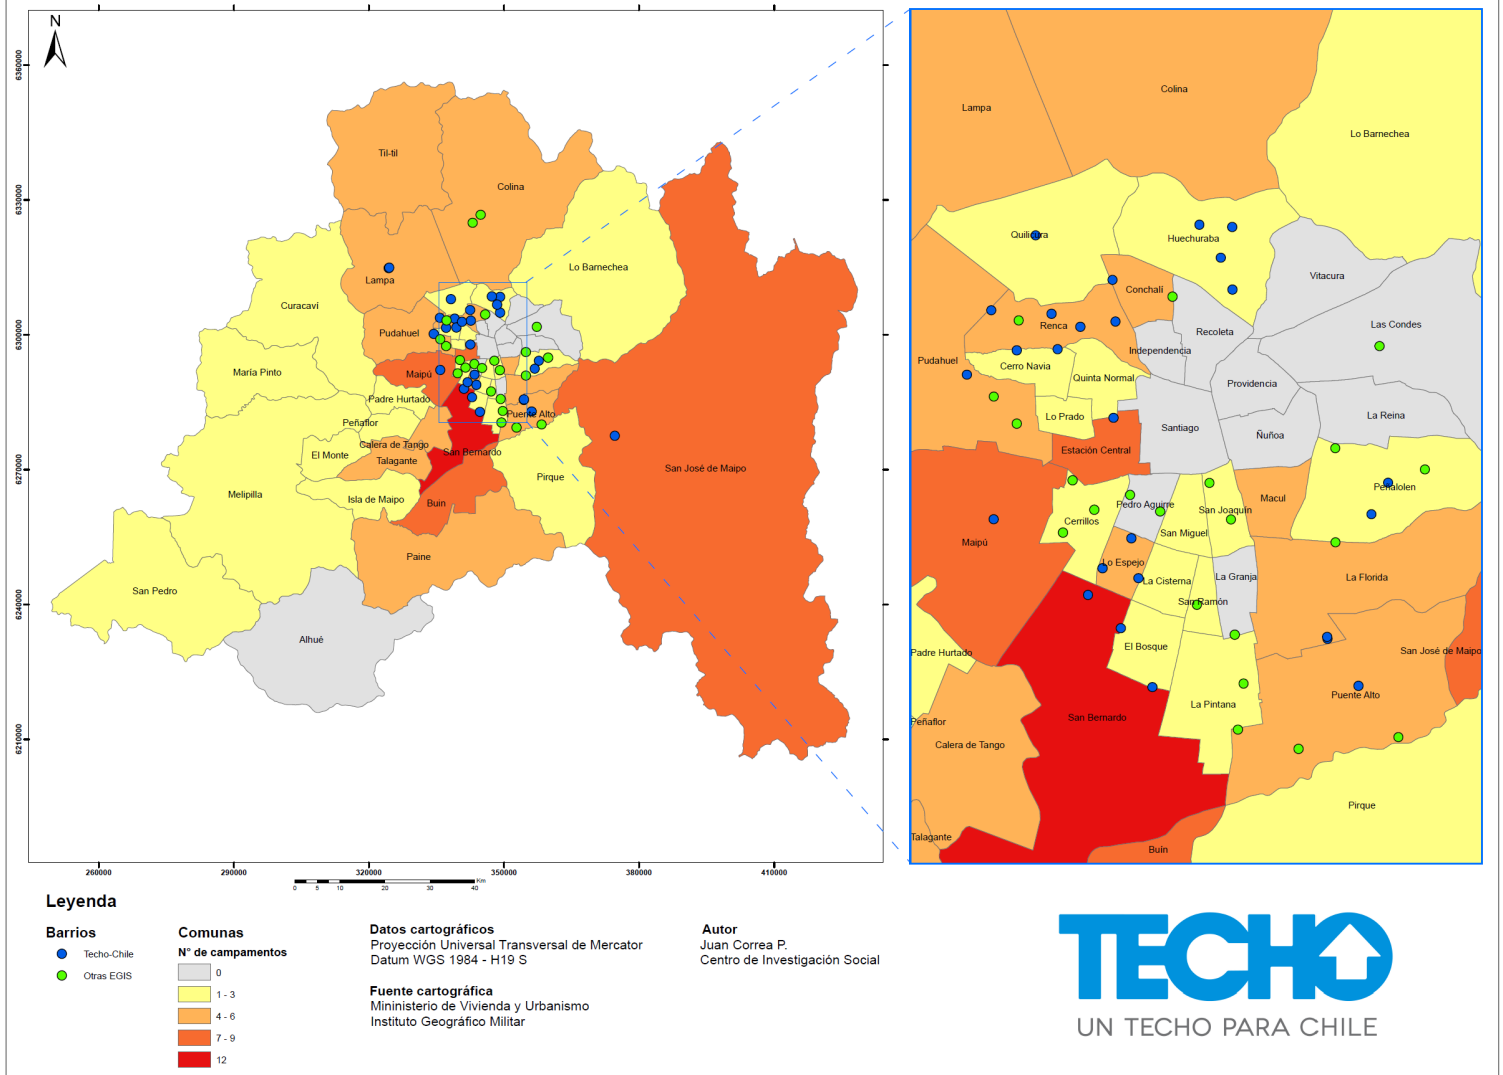 N
6360000
6330000
6300000
6270000
6240000
6210000
260000
290000
320000
350000
380000
410000
Til-til
Colina
Lo Barnechea
Lampa
Curacaví
Pudahuel
María Pinto
Maipú
Padre Hurtado
Peñaflor
Puente Alto
Calera de Tango
El Monte
Talagante
San Bernardo
San José de Maipo
Pirque
Melipilla
Isla de Maipo
Buin
Paine
San Pedro
Alhué
Lampa
Colina
Lo Barnechea
Quilicura
Huechuraba
Vitacura
Conchalí
Renca
Recoleta
Las Condes
Independencia
Pudahuel
Cerro Navia
Quinta Normal
Providencia
Lo Prado
La Reina
Santiago
Ñuñoa
Estación Central
Peñalolen
Macul
Pedro Aguirre
San Joaquín
Cerrillos
San Miguel
Maipú
Lo Espejo
La Cisterna
La Granja
La Florida
San Ramón
El Bosque
Padre Hurtado
San José de Maipo
Puente Alto
La Pintana
Peñaflor
San Bernardo
Calera de Tango
Pirque
Talagante
Buin
0 5 10 20 30 40 Km
Leyenda
Barrios
Techo-Chile
Otras EGIS
Comunas
N° de campamentos
0
1 - 3
4 - 6
7 - 9
12
Datos cartográficos
Proyección Universal Transversal de Mercator
Datum WGS 1984 - H19 S
Fuente cartográfica
Mininisterio de Vivienda y Urbanismo
Instituto Geográfico Militar
Autor
Juan Correa P.
Centro de Investigación Social
TECHO
UN TECHO PARA CHILE